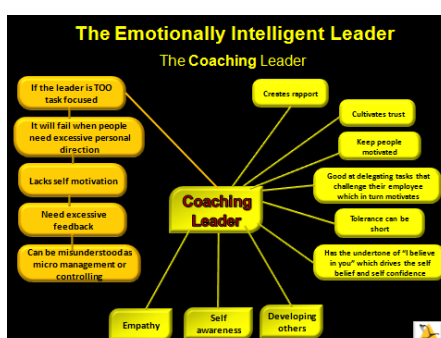 The Emotionally Intelligent Leader
The Coaching Leader
If the leader is TOO
task focused
It will fail when people
need excessive personal
direction
Lacks self motivation
Need excessive
feedback
Can be misunderstood as
micro management or
controlling
Creates rapport
Cultivates trust
Keep people
motivated
Good at delegating tasks that
challenge their employee
which in turn motivates
Tolerance can be
short
Has the undertone of "I believe
in you" which drives the self
belief and self confidence
Coaching
Leader
Empathy
Self
awareness
Developing
others